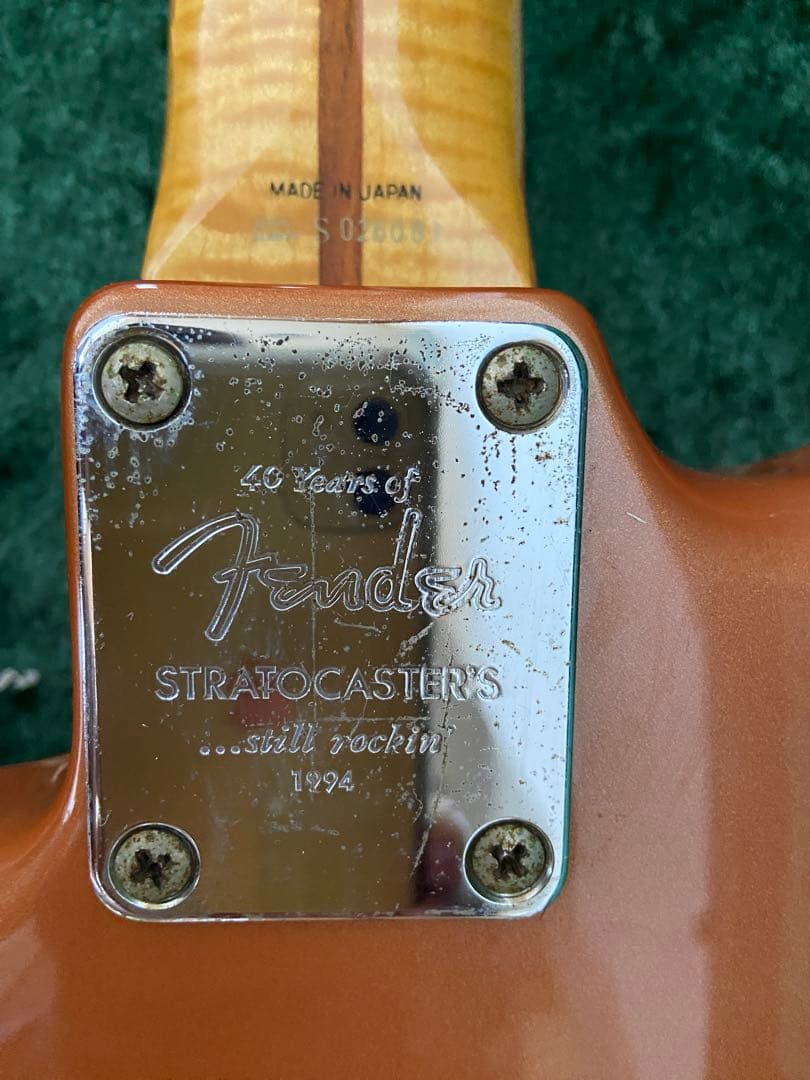 MADE IN JAPAN
40 Years of
Fender
STRATOCASTER'S
...still rockin'
1994